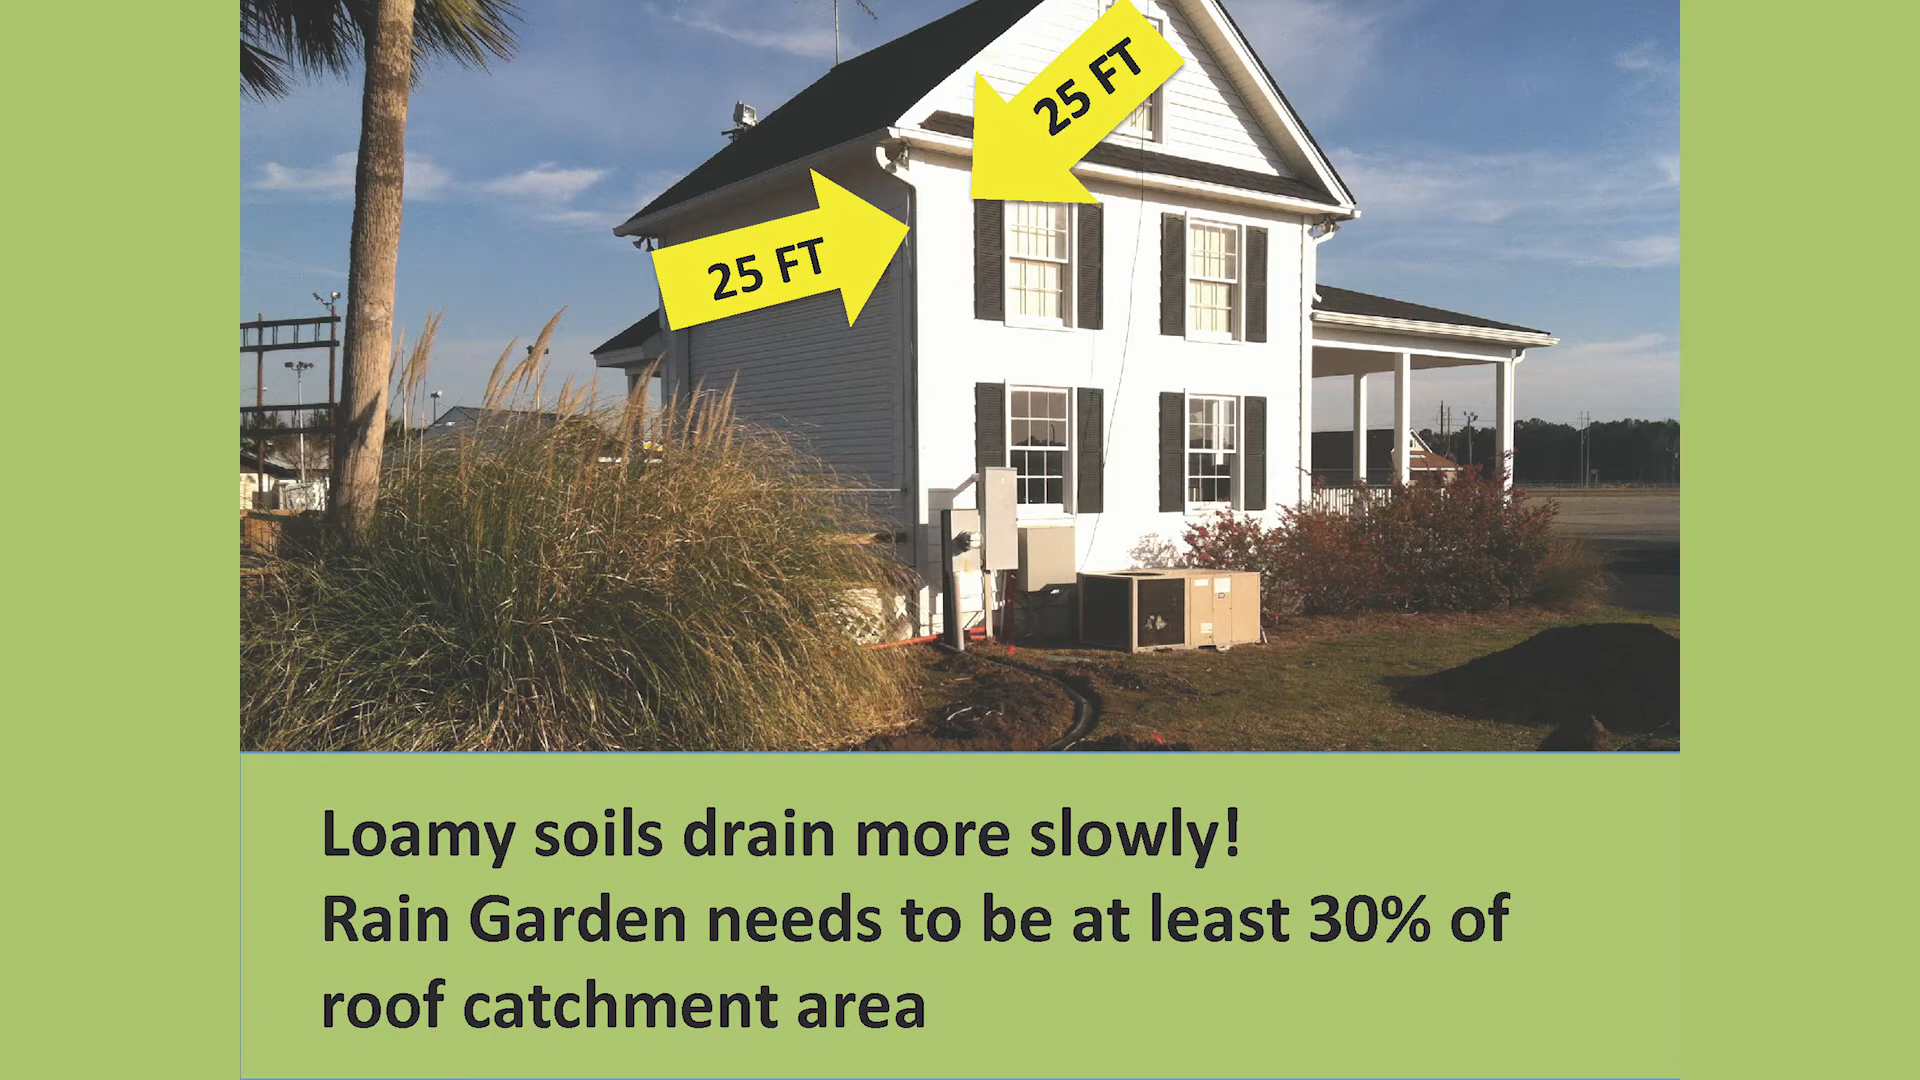 25 FT
25 FT
Loamy soils drain more slowly!
Rain Garden needs to be at least 30% of
roof catchment area